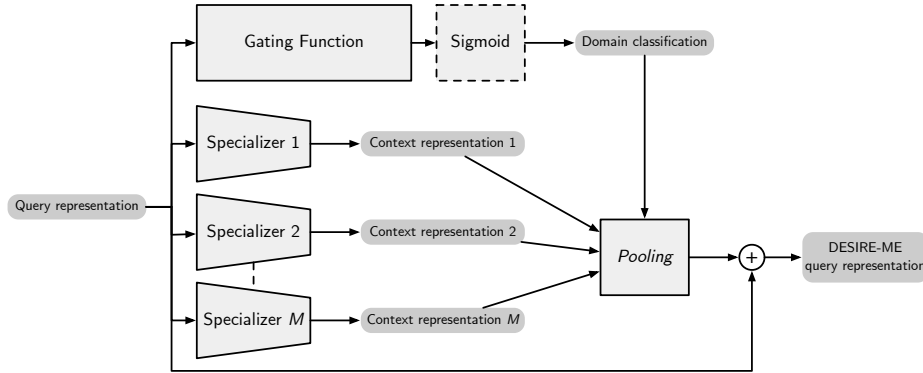 Gating Function
Sigmoid
Domain classification
Specializer 1
Context representation 1
Query representation
Specializer 2
Context representation 2
Pooling
+
DESIRE-ME
query representation
Specializer M
Context representation M